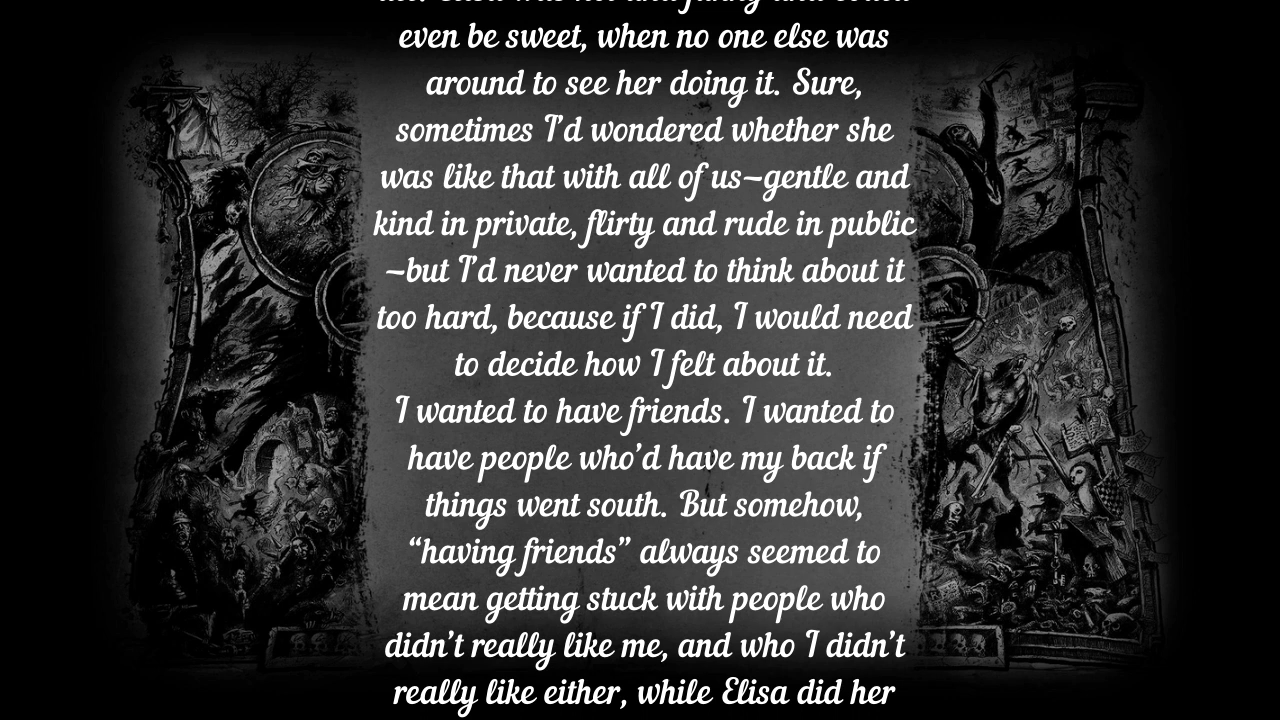 even be sweet, when no one else was
around to see her doing it. Sure,
sometimes I'd wondered whether she
was like that with all of us—gentle and
kind in private, flirty and rude in public
—but I'd never wanted to think about it
too hard, because if I did, I would need
to decide how I felt about it.
I wanted to have friends. I wanted to
have people who’d have my back if
things went south. But somehow,
“having friends” always seemed to
mean getting stuck with people who
didn’t really like me, and who I didn’t
really like either, while Elisa did her